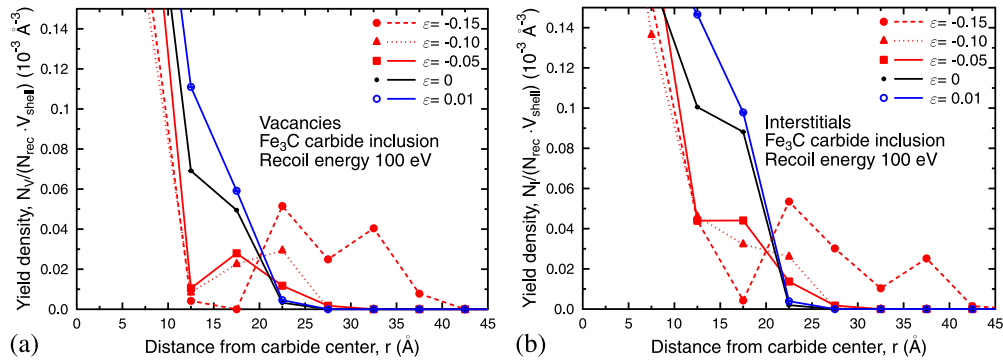 Yield density, N_V/(N_rec · V_shell) (10^-3 Å^-3)
0.14
0.12
0.1
0.08
0.06
0.04
0.02
0
ε= -0.15
ε= -0.10
ε= -0.05
ε= 0
ε= 0.01
Vacancies
Fe₃C carbide inclusion
Recoil energy 100 eV
0 5 10 15 20 25 30 35 40 45
(a) Distance from carbide center, r (Å)
Yield density, N_I/(N_rec · V_shell) (10^-3 Å^-3)
0.14
0.12
0.1
0.08
0.06
0.04
0.02
0
ε= -0.15
ε= -0.10
ε= -0.05
ε= 0
ε= 0.01
Interstitials
Fe₃C carbide inclusion
Recoil energy 100 eV
0 5 10 15 20 25 30 35 40 45
(b) Distance from carbide center, r (Å)